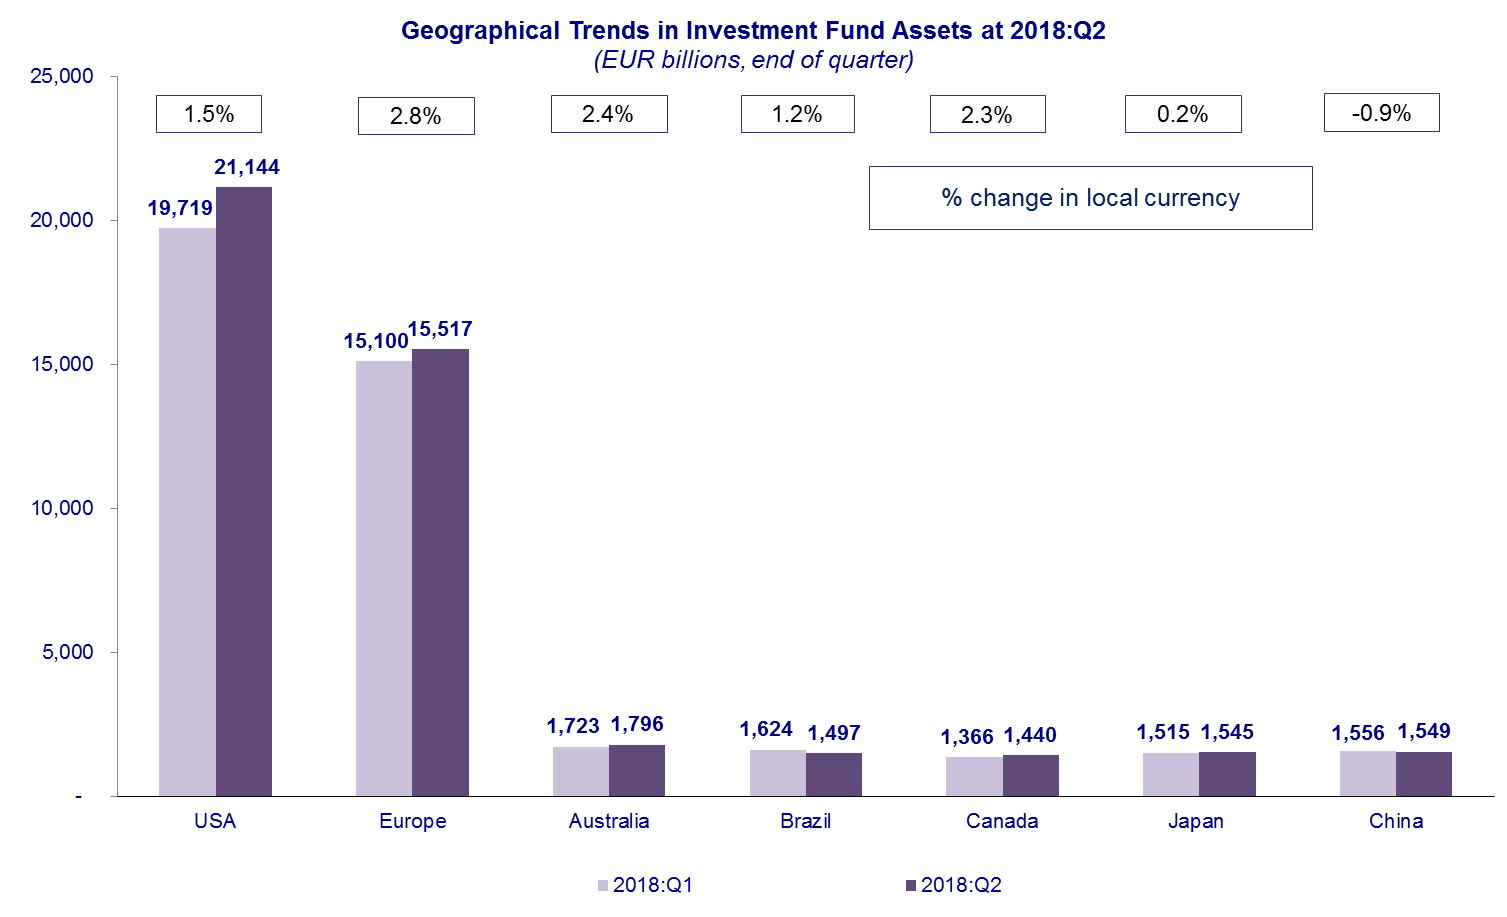 Geographical Trends in Investment Fund Assets at 2018:Q2
(EUR billions, end of quarter)
25,000
1.5% 2.8% 2.4% 1.2% 2.3% 0.2% -0.9%
% change in local currency
21,144
19,719
20,000
15,100 15,517
15,000
10,000
5,000
1,723 1,796 1,624 1,497 1,366 1,440 1,515 1,545 1,556 1,549
-
USA Europe Australia Brazil Canada Japan China
2018:Q1 2018:Q2